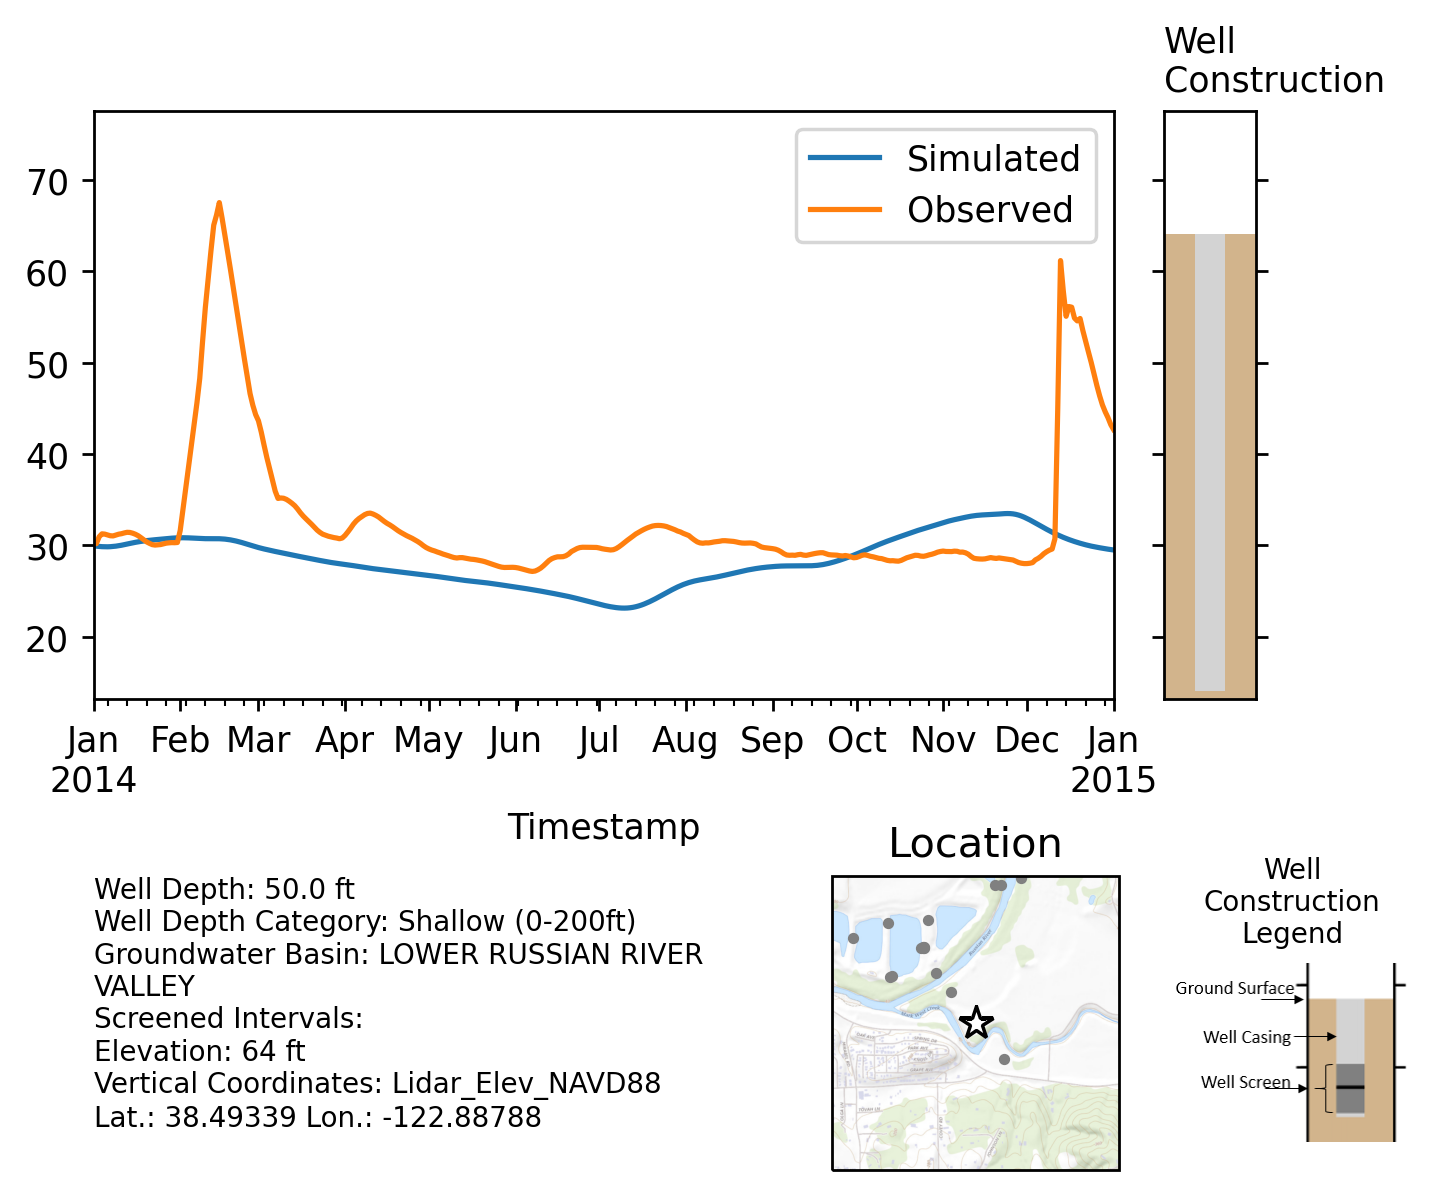 Well
Construction
Simulated
Observed
70
60
50
40
30
20
Jan
2014
Feb
Mar
Apr
May
Jun
Jul
Aug
Sep
Oct
Nov
Dec
Jan
2015
Timestamp
Well Depth: 50.0 ft
Well Depth Category: Shallow (0-200ft)
Groundwater Basin: LOWER RUSSIAN RIVER
VALLEY
Screened Intervals:
Elevation: 64 ft
Vertical Coordinates: Lidar_Elev_NAVD88
Lat.: 38.49339 Lon.: -122.88788
Location
Well
Construction
Legend
Ground Surface
Well Casing
Well Screen